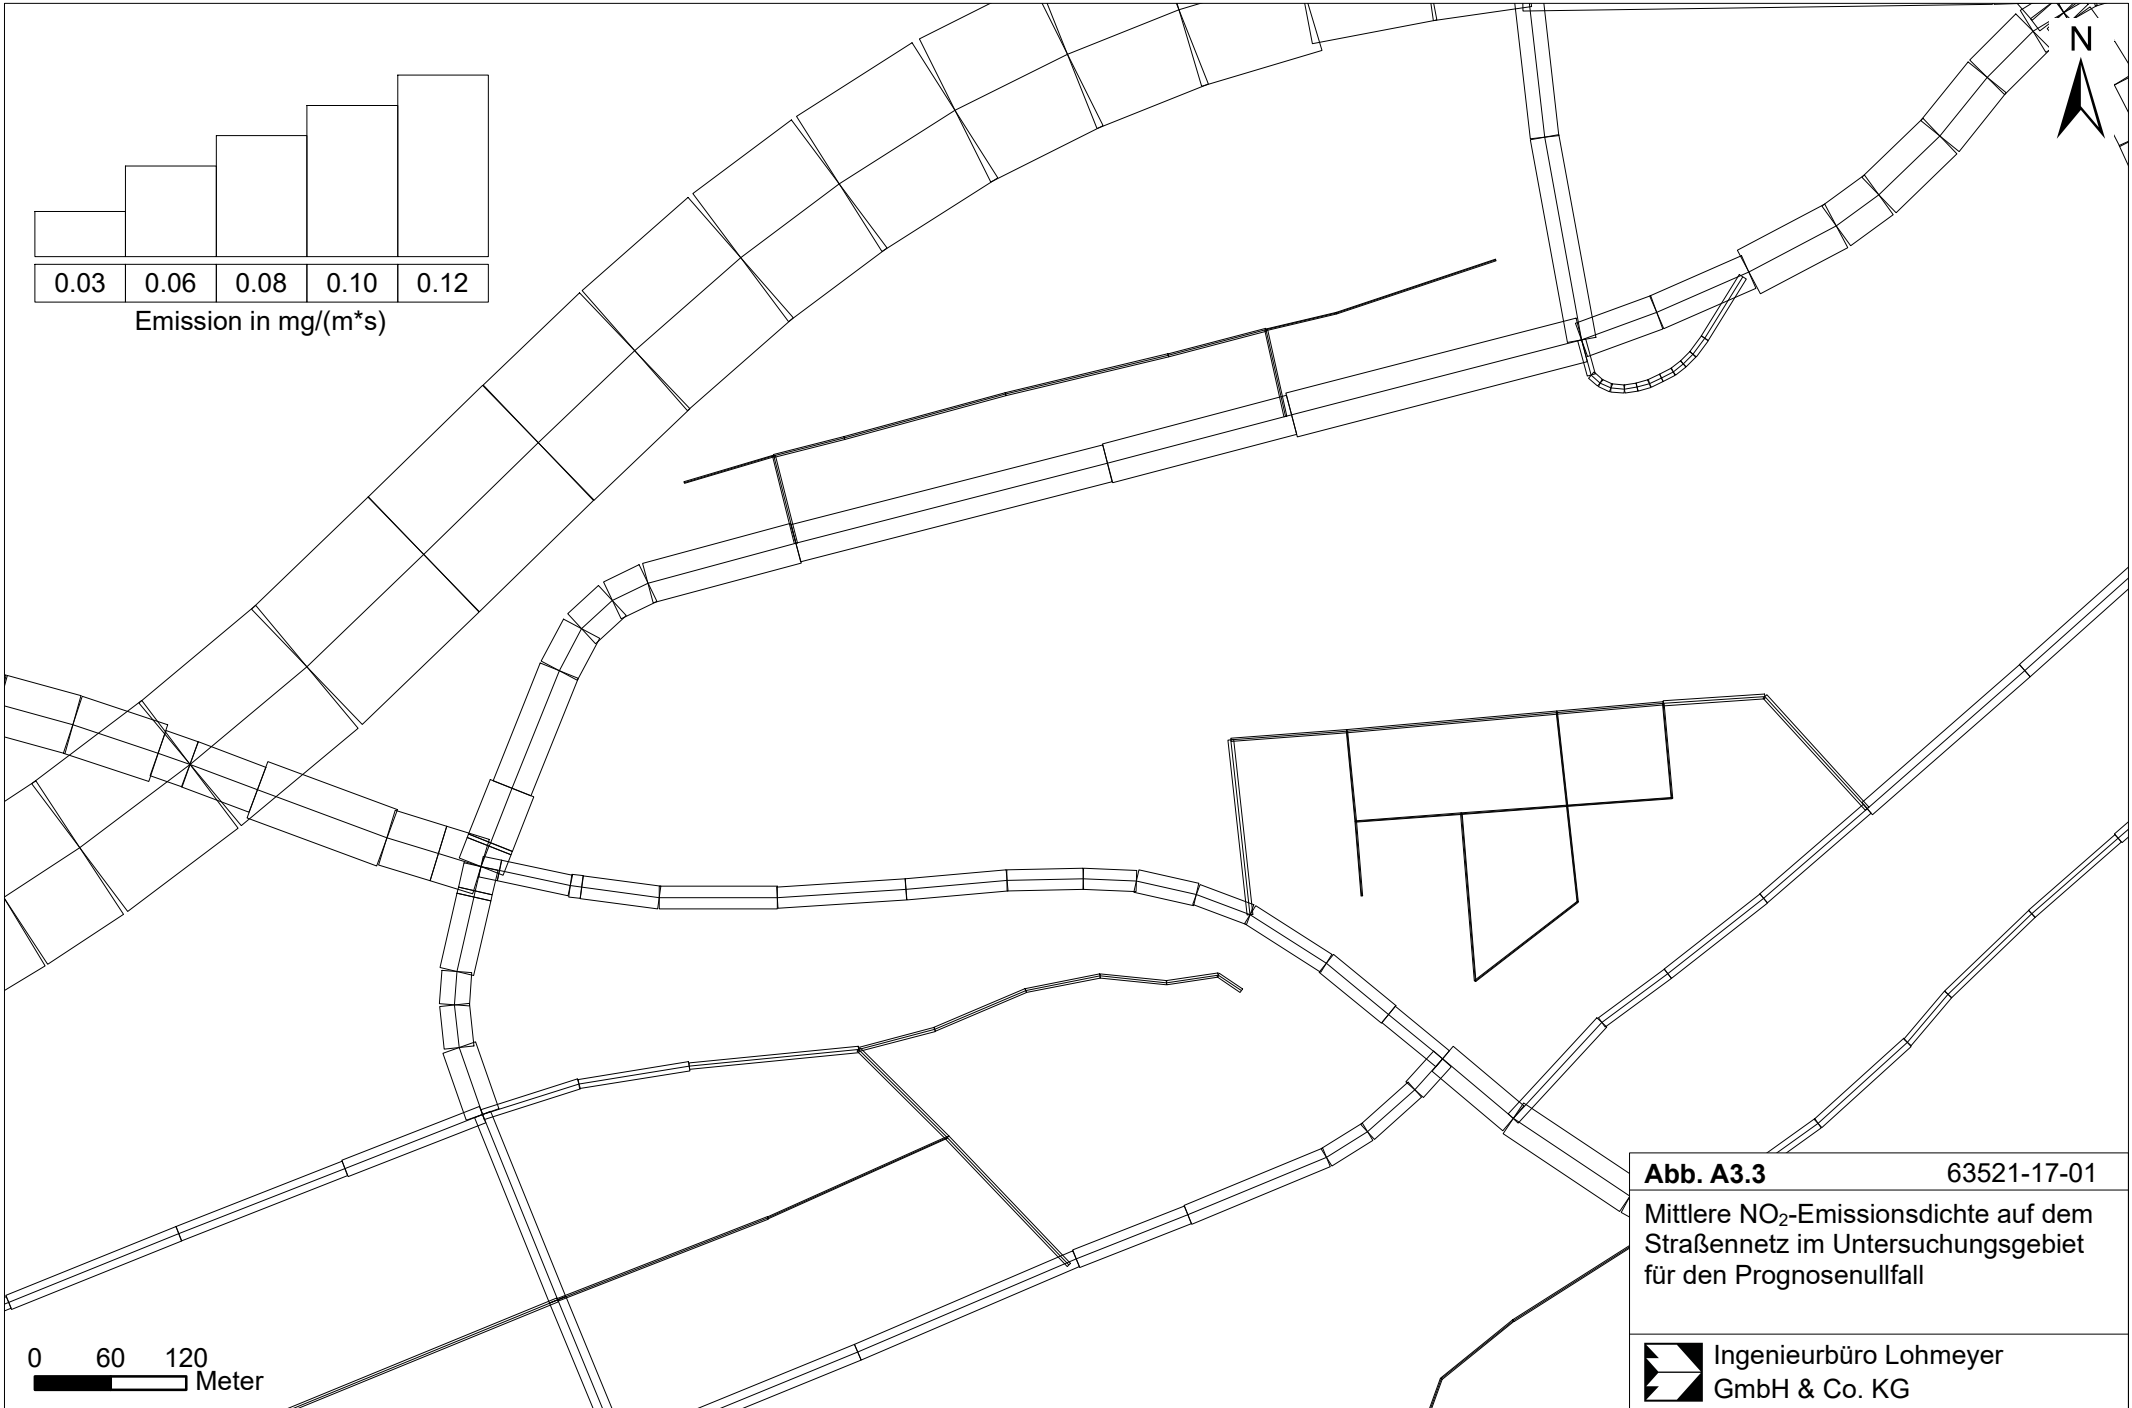 N
0.03 0.06 0.08 0.10 0.12
Emission in mg/(m*s)
Abb. A3.3 63521-17-01
Mittlere NO₂-Emissionsdichte auf dem
Straßennetz im Untersuchungsgebiet
für den Prognosenullfall
0 60 120
Meter
Ingenieurbüro Lohmeyer
GmbH & Co. KG